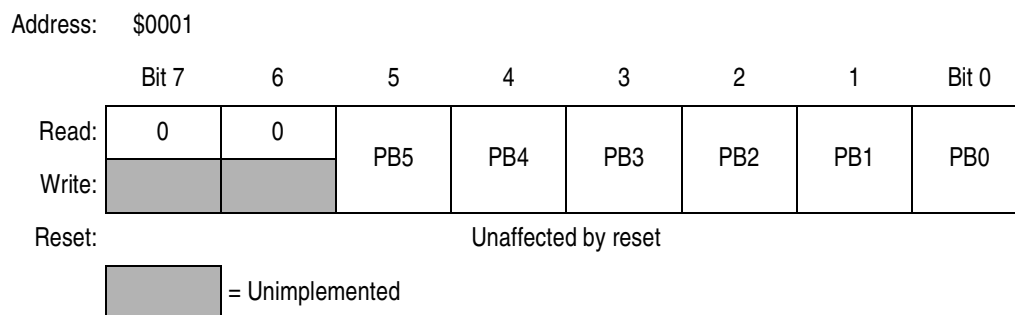 Address: $0001
Bit 7 6 5 4 3 2 1 Bit 0
Read: 0 0
PB5 PB4 PB3 PB2 PB1 PB0
Write:
Reset: Unaffected by reset
= Unimplemented